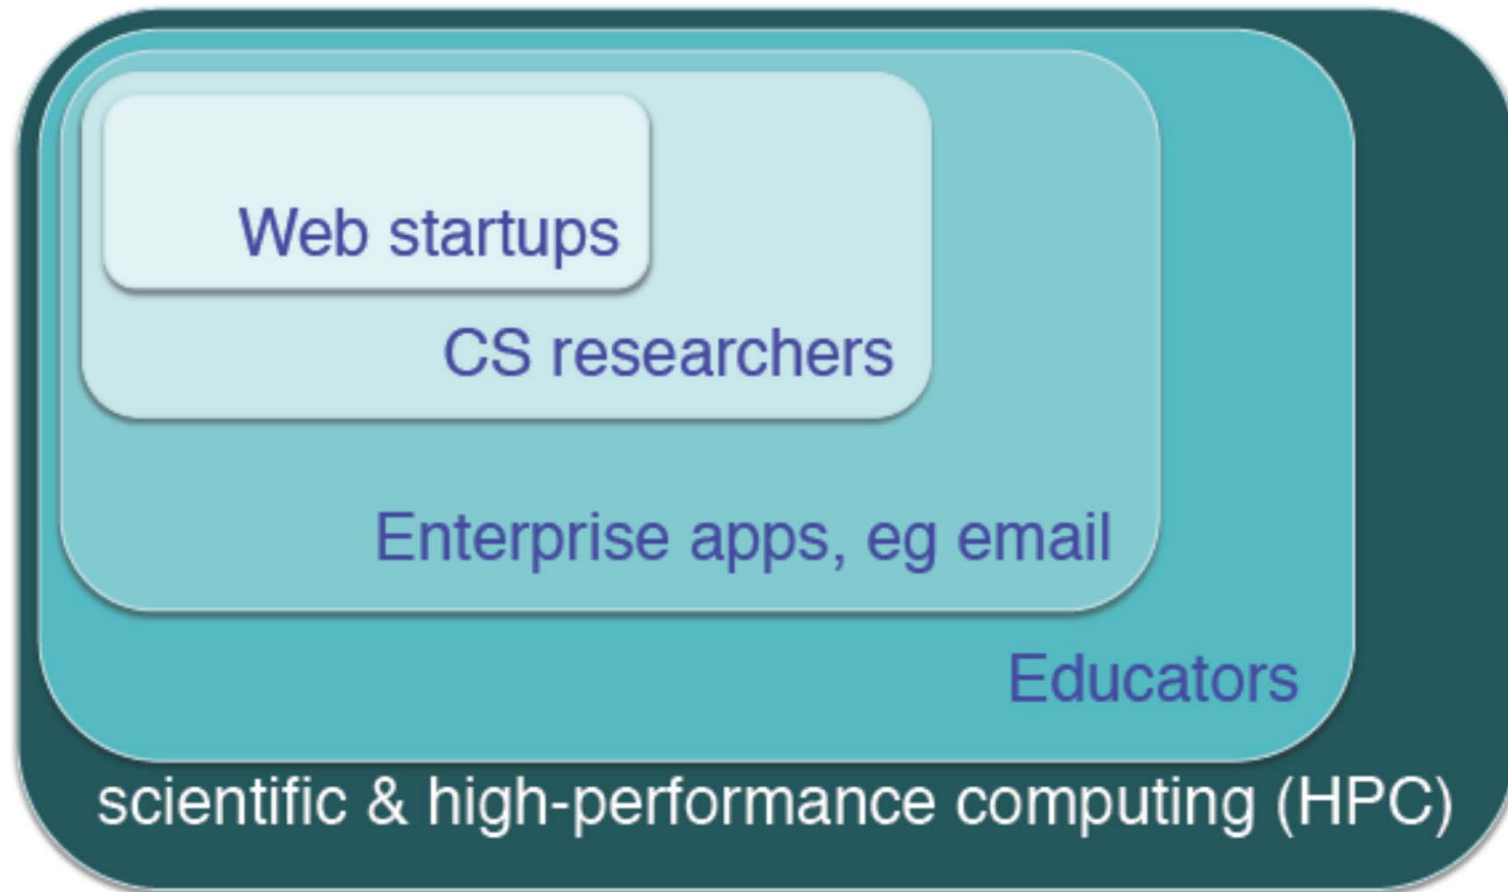 Web startups
CS researchers
Enterprise apps, eg email
Educators
scientific & high-performance computing (HPC)